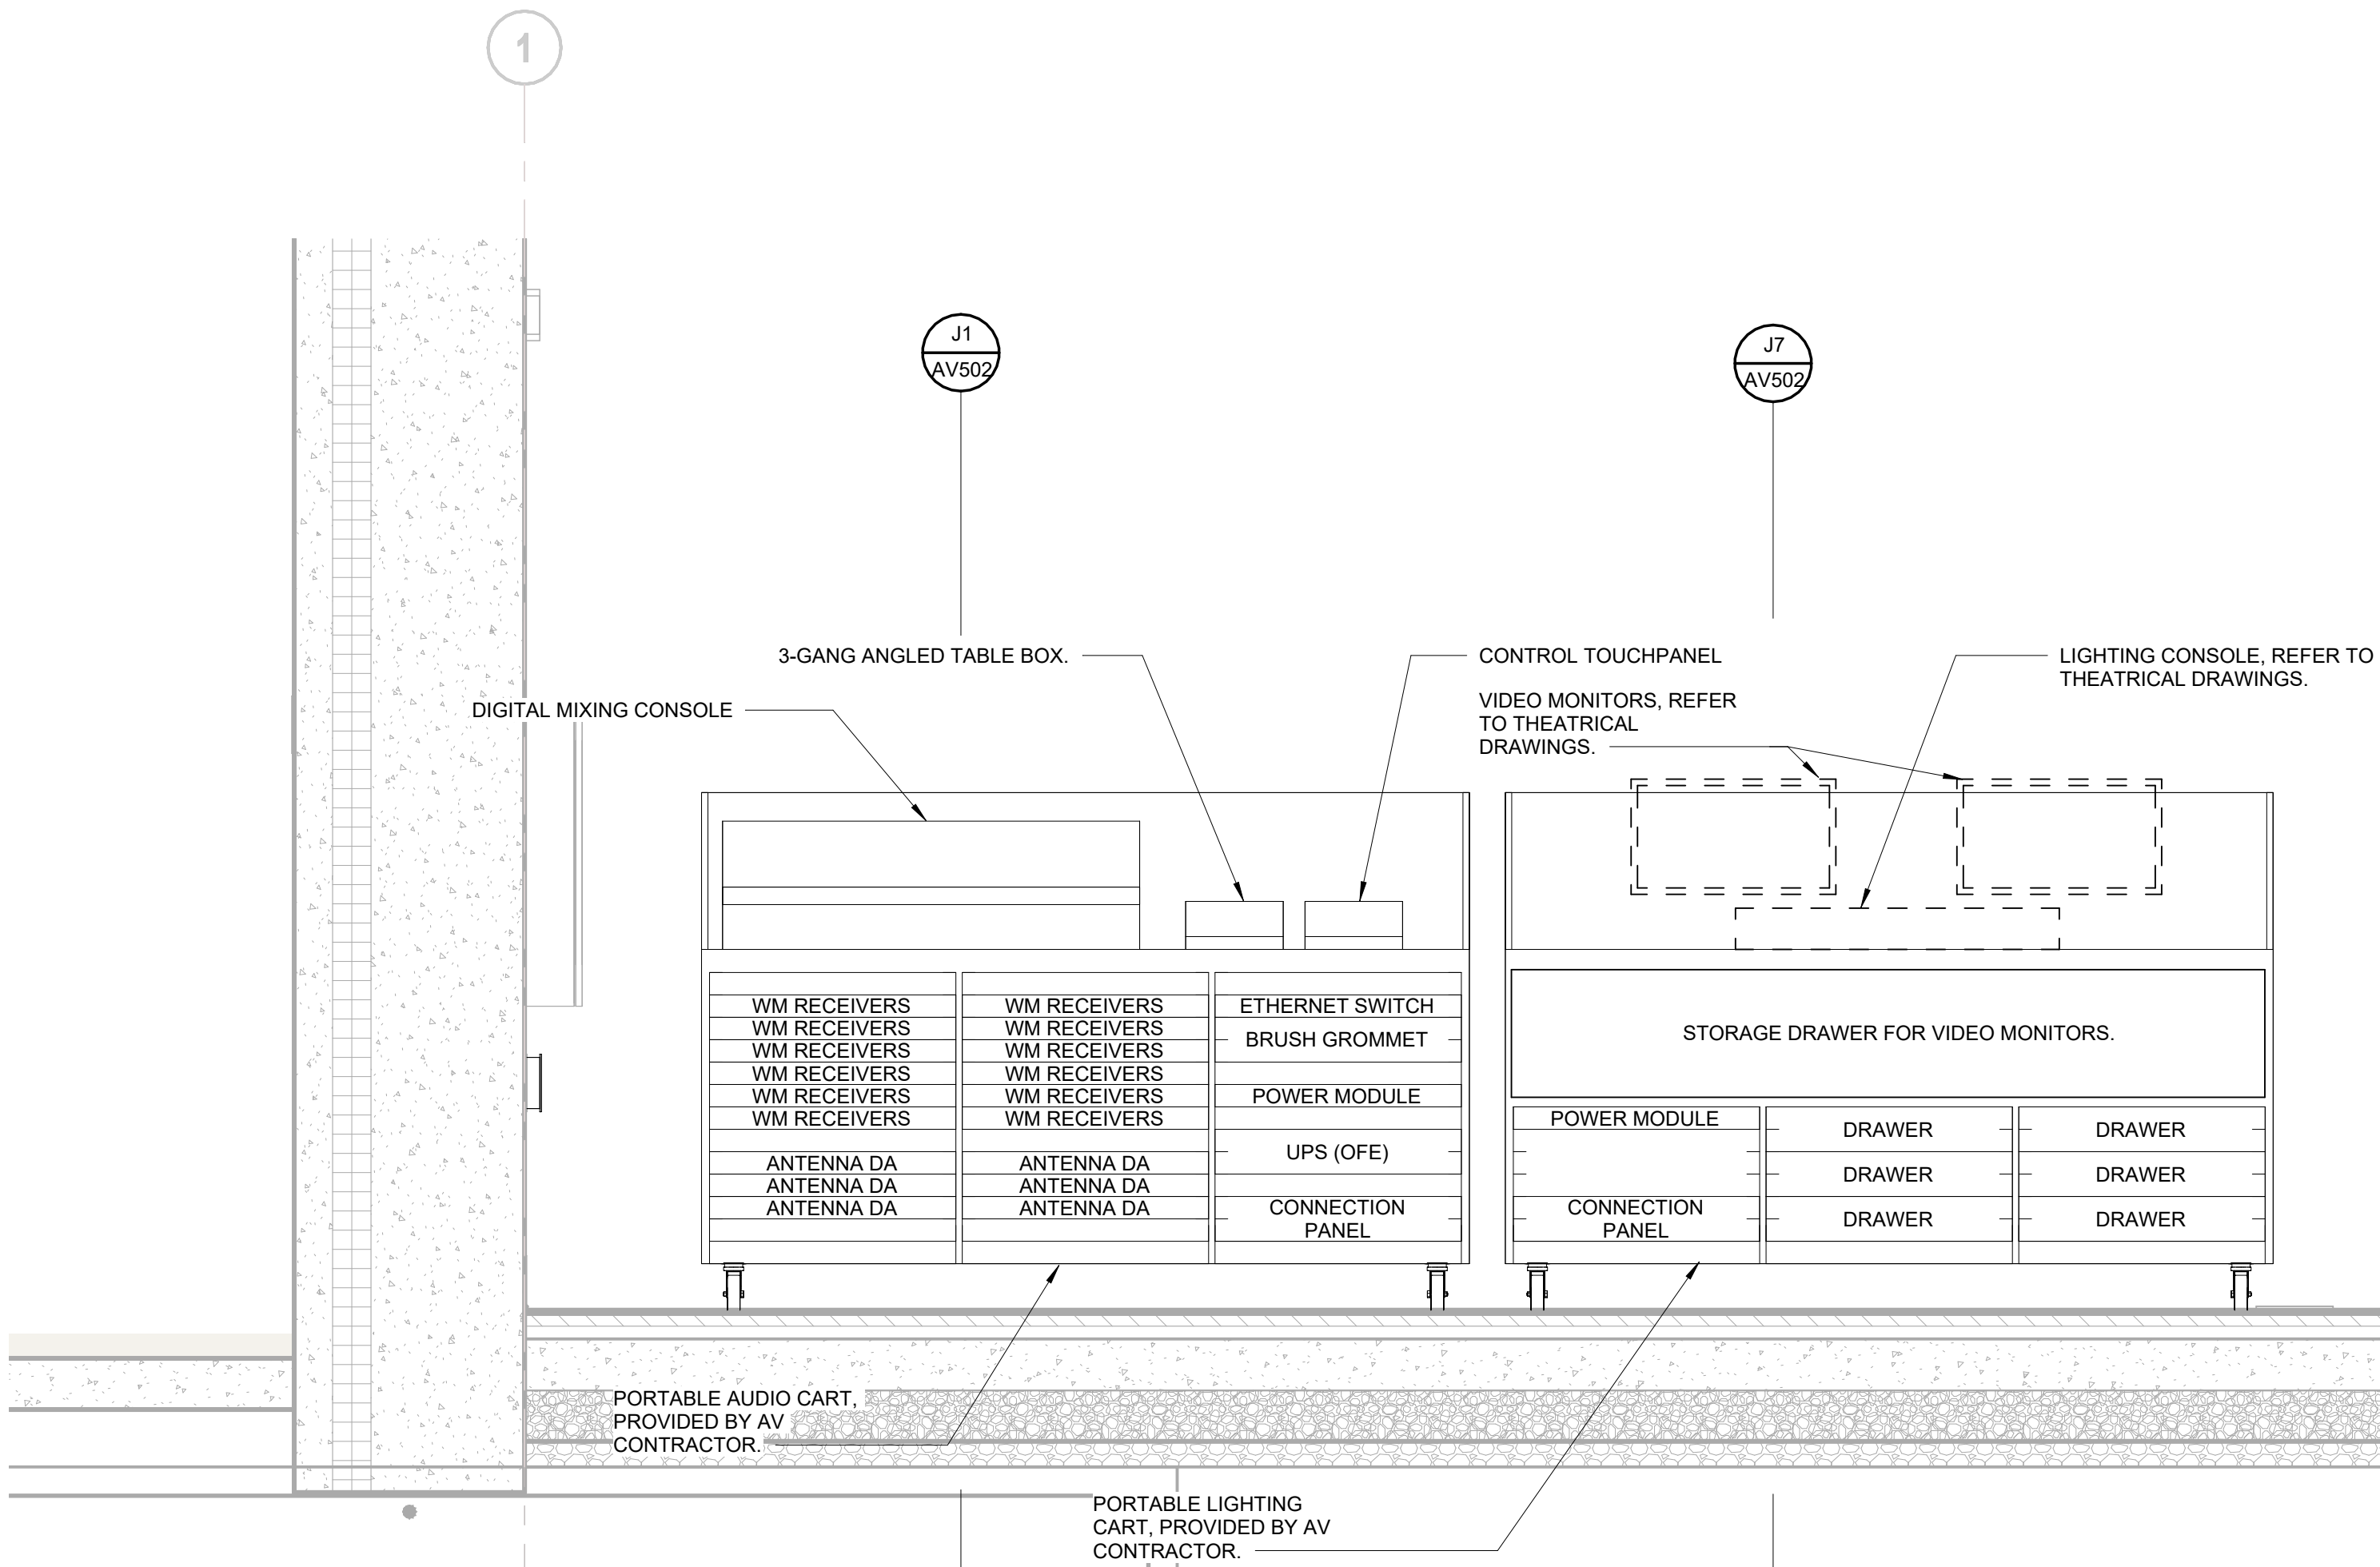 1
J1
AV502
J7
AV502
3-GANG ANGLED TABLE BOX.
CONTROL TOUCHPANEL
LIGHTING CONSOLE, REFER TO
THEATRICAL DRAWINGS.
DIGITAL MIXING CONSOLE
VIDEO MONITORS, REFER
TO THEATRICAL
DRAWINGS.
WM RECEIVERS
WM RECEIVERS
WM RECEIVERS
WM RECEIVERS
WM RECEIVERS
WM RECEIVERS
ANTENNA DA
ANTENNA DA
ANTENNA DA
WM RECEIVERS
WM RECEIVERS
WM RECEIVERS
WM RECEIVERS
WM RECEIVERS
WM RECEIVERS
ANTENNA DA
ANTENNA DA
ANTENNA DA
ETHERNET SWITCH
BRUSH GROMMET
POWER MODULE
UPS (OFE)
CONNECTION
PANEL
STORAGE DRAWER FOR VIDEO MONITORS.
POWER MODULE
CONNECTION
PANEL
DRAWER
DRAWER
DRAWER
DRAWER
DRAWER
DRAWER
PORTABLE AUDIO CART,
PROVIDED BY AV
CONTRACTOR.
PORTABLE LIGHTING
CART, PROVIDED BY AV
CONTRACTOR.